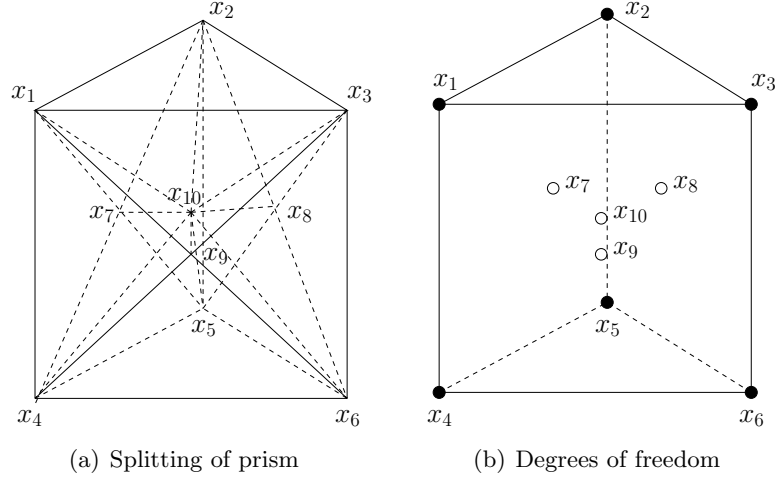 x₂
x₁
x₃
x₁₀
x₇
x₈
x₉
x₅
x₄
x₆
(a) Splitting of prism
x₂
x₁
x₃
x₇
x₈
x₁₀
x₉
x₅
x₄
x₆
(b) Degrees of freedom